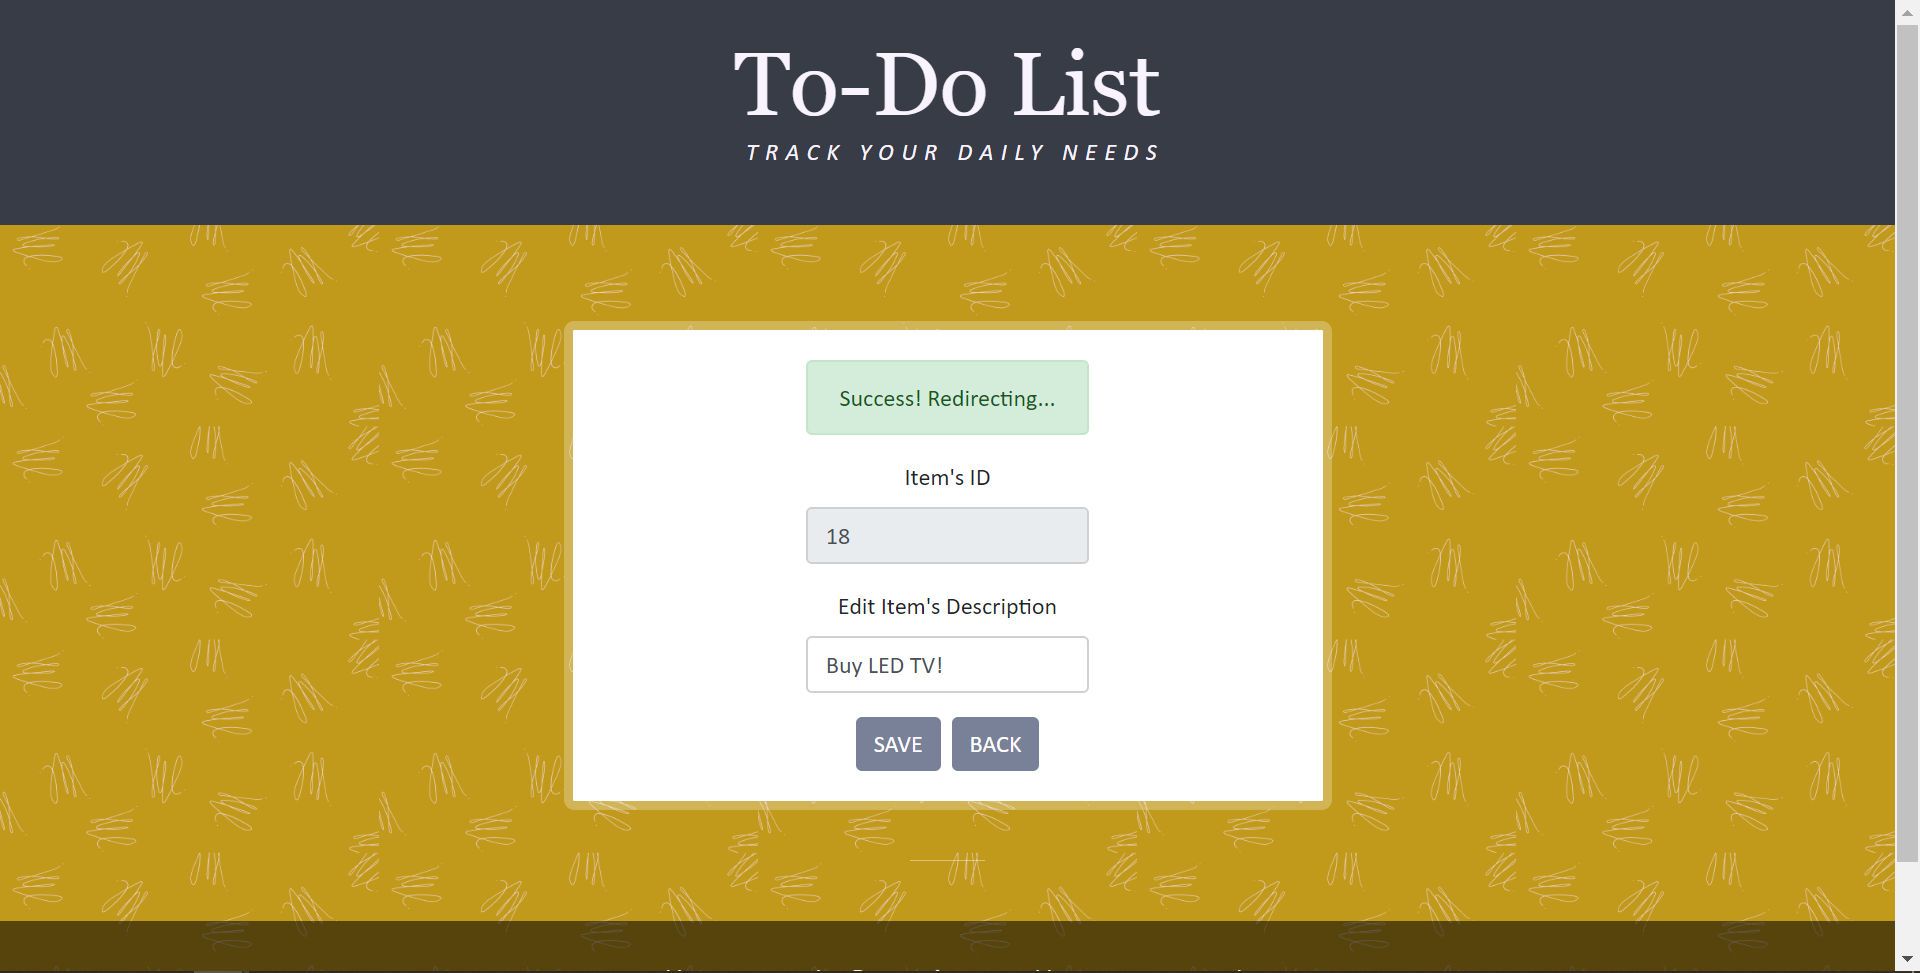 To-Do List
TRACK YOUR DAILY NEEDS
Success! Redirecting...
Item's ID
18
Edit Item's Description
Buy LED TV!
SAVE BACK